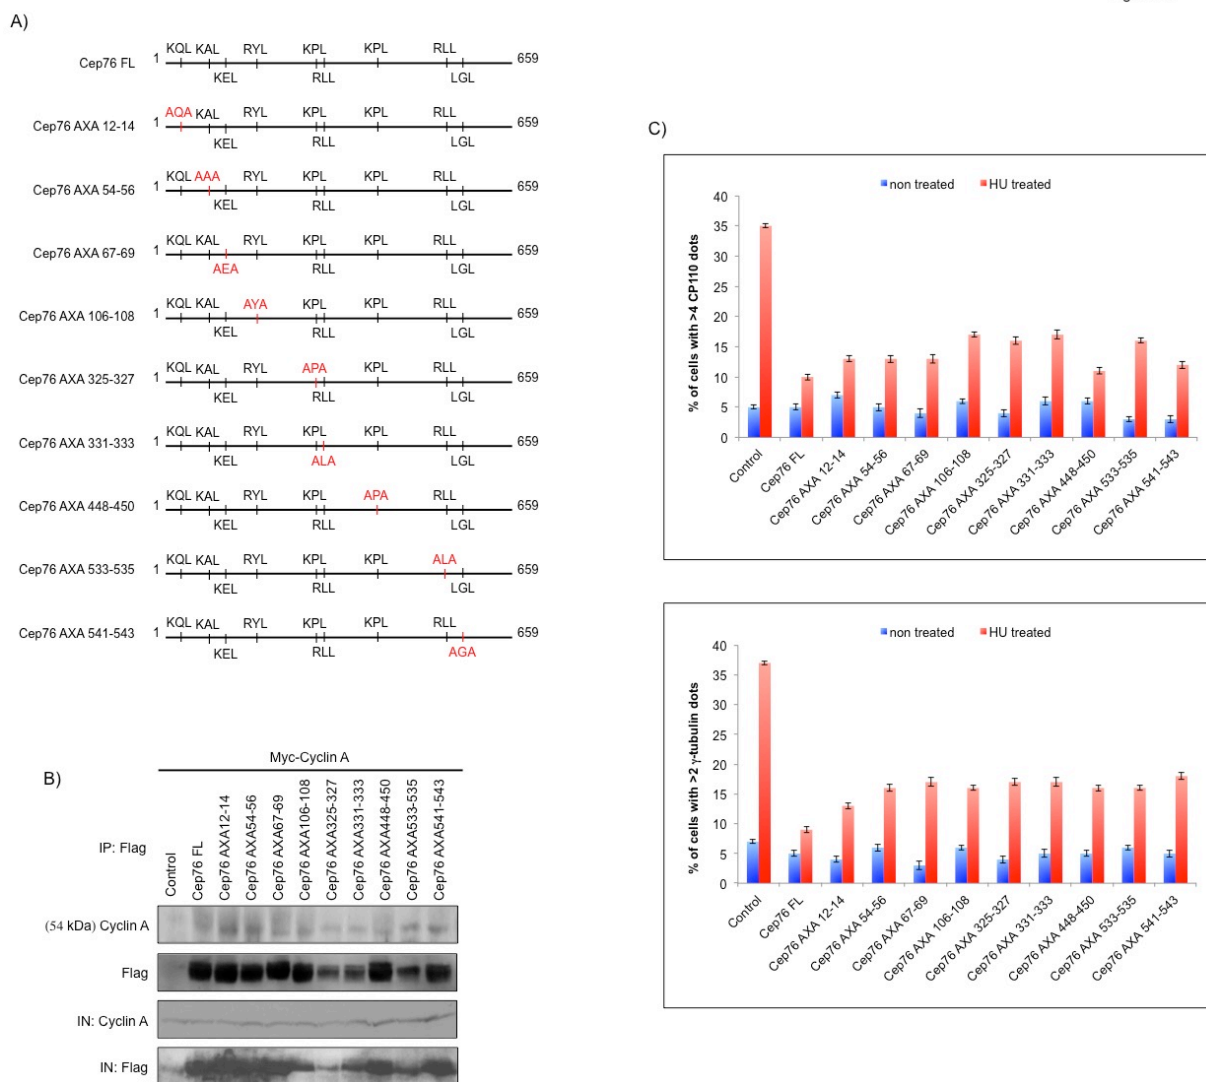 A)
KQL KAL RYL KPL KPL RLL
Cep76 FL 1 659
KEL RLL LGL
AQA KAL RYL KPL KPL RLL
Cep76 AXA 12-14 1 659
KEL RLL LGL
KQL AAA RYL KPL KPL RLL
Cep76 AXA 54-56 1 659
KEL RLL LGL
KQL KAL RYL KPL KPL RLL
Cep76 AXA 67-69 1 659
AEA RLL LGL
KQL KAL AYA KPL KPL RLL
Cep76 AXA 106-108 1 659
KEL RLL LGL
KQL KAL RYL APA KPL RLL
Cep76 AXA 325-327 1 659
KEL RLL LGL
KQL KAL RYL KPL KPL RLL
Cep76 AXA 331-333 1 659
KEL ALA LGL
KQL KAL RYL KPL APA RLL
Cep76 AXA 448-450 1 659
KEL RLL LGL
KQL KAL RYL KPL KPL ALA
Cep76 AXA 533-535 1 659
KEL RLL LGL
KQL KAL RYL KPL KPL RLL
Cep76 AXA 541-543 1 659
KEL RLL AGA
B)
Myc-Cyclin A
IP: Flag
Control
Cep76 FL
Cep76 AXA12-14
Cep76 AXA54-56
Cep76 AXA67-69
Cep76 AXA106-108
Cep76 AXA325-327
Cep76 AXA331-333
Cep76 AXA448-450
Cep76 AXA533-535
Cep76 AXA541-543
(54 kDa) Cyclin A
Flag
IN: Cyclin A
IN: Flag
C)
non treated HU treated
% of cells with >4 CP110 dots
40
35
30
25
20
15
10
5
0
Control
Cep76 FL
Cep76 AXA 12-14
Cep76 AXA 54-56
Cep76 AXA 67-69
Cep76 AXA 106-108
Cep76 AXA 325-327
Cep76 AXA 331-333
Cep76 AXA 448-450
Cep76 AXA 533-535
Cep76 AXA 541-543
non treated HU treated
% of cells with >2 γ-tubulin dots
40
35
30
25
20
15
10
5
0
Control
Cep76 FL
Cep76 AXA 12-14
Cep76 AXA 54-56
Cep76 AXA 67-69
Cep76 AXA 106-108
Cep76 AXA 325-327
Cep76 AXA 331-333
Cep76 AXA 448-450
Cep76 AXA 533-535
Cep76 AXA 541-543